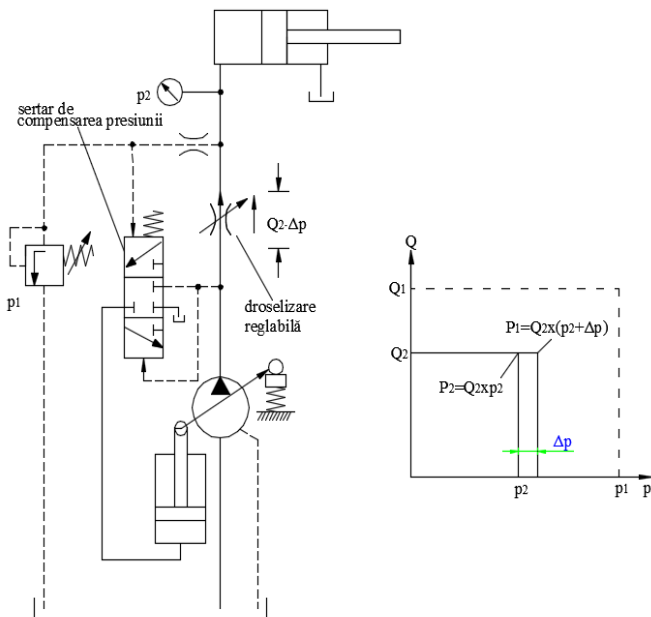 p2
sertar de
compensarea presiunii
Q2-Δp
p1
droselizare
reglabilă
Q
Q1
P1=Q2x(p2+Δp)
Q2
P2=Q2xp2
Δp
p2
p1
p